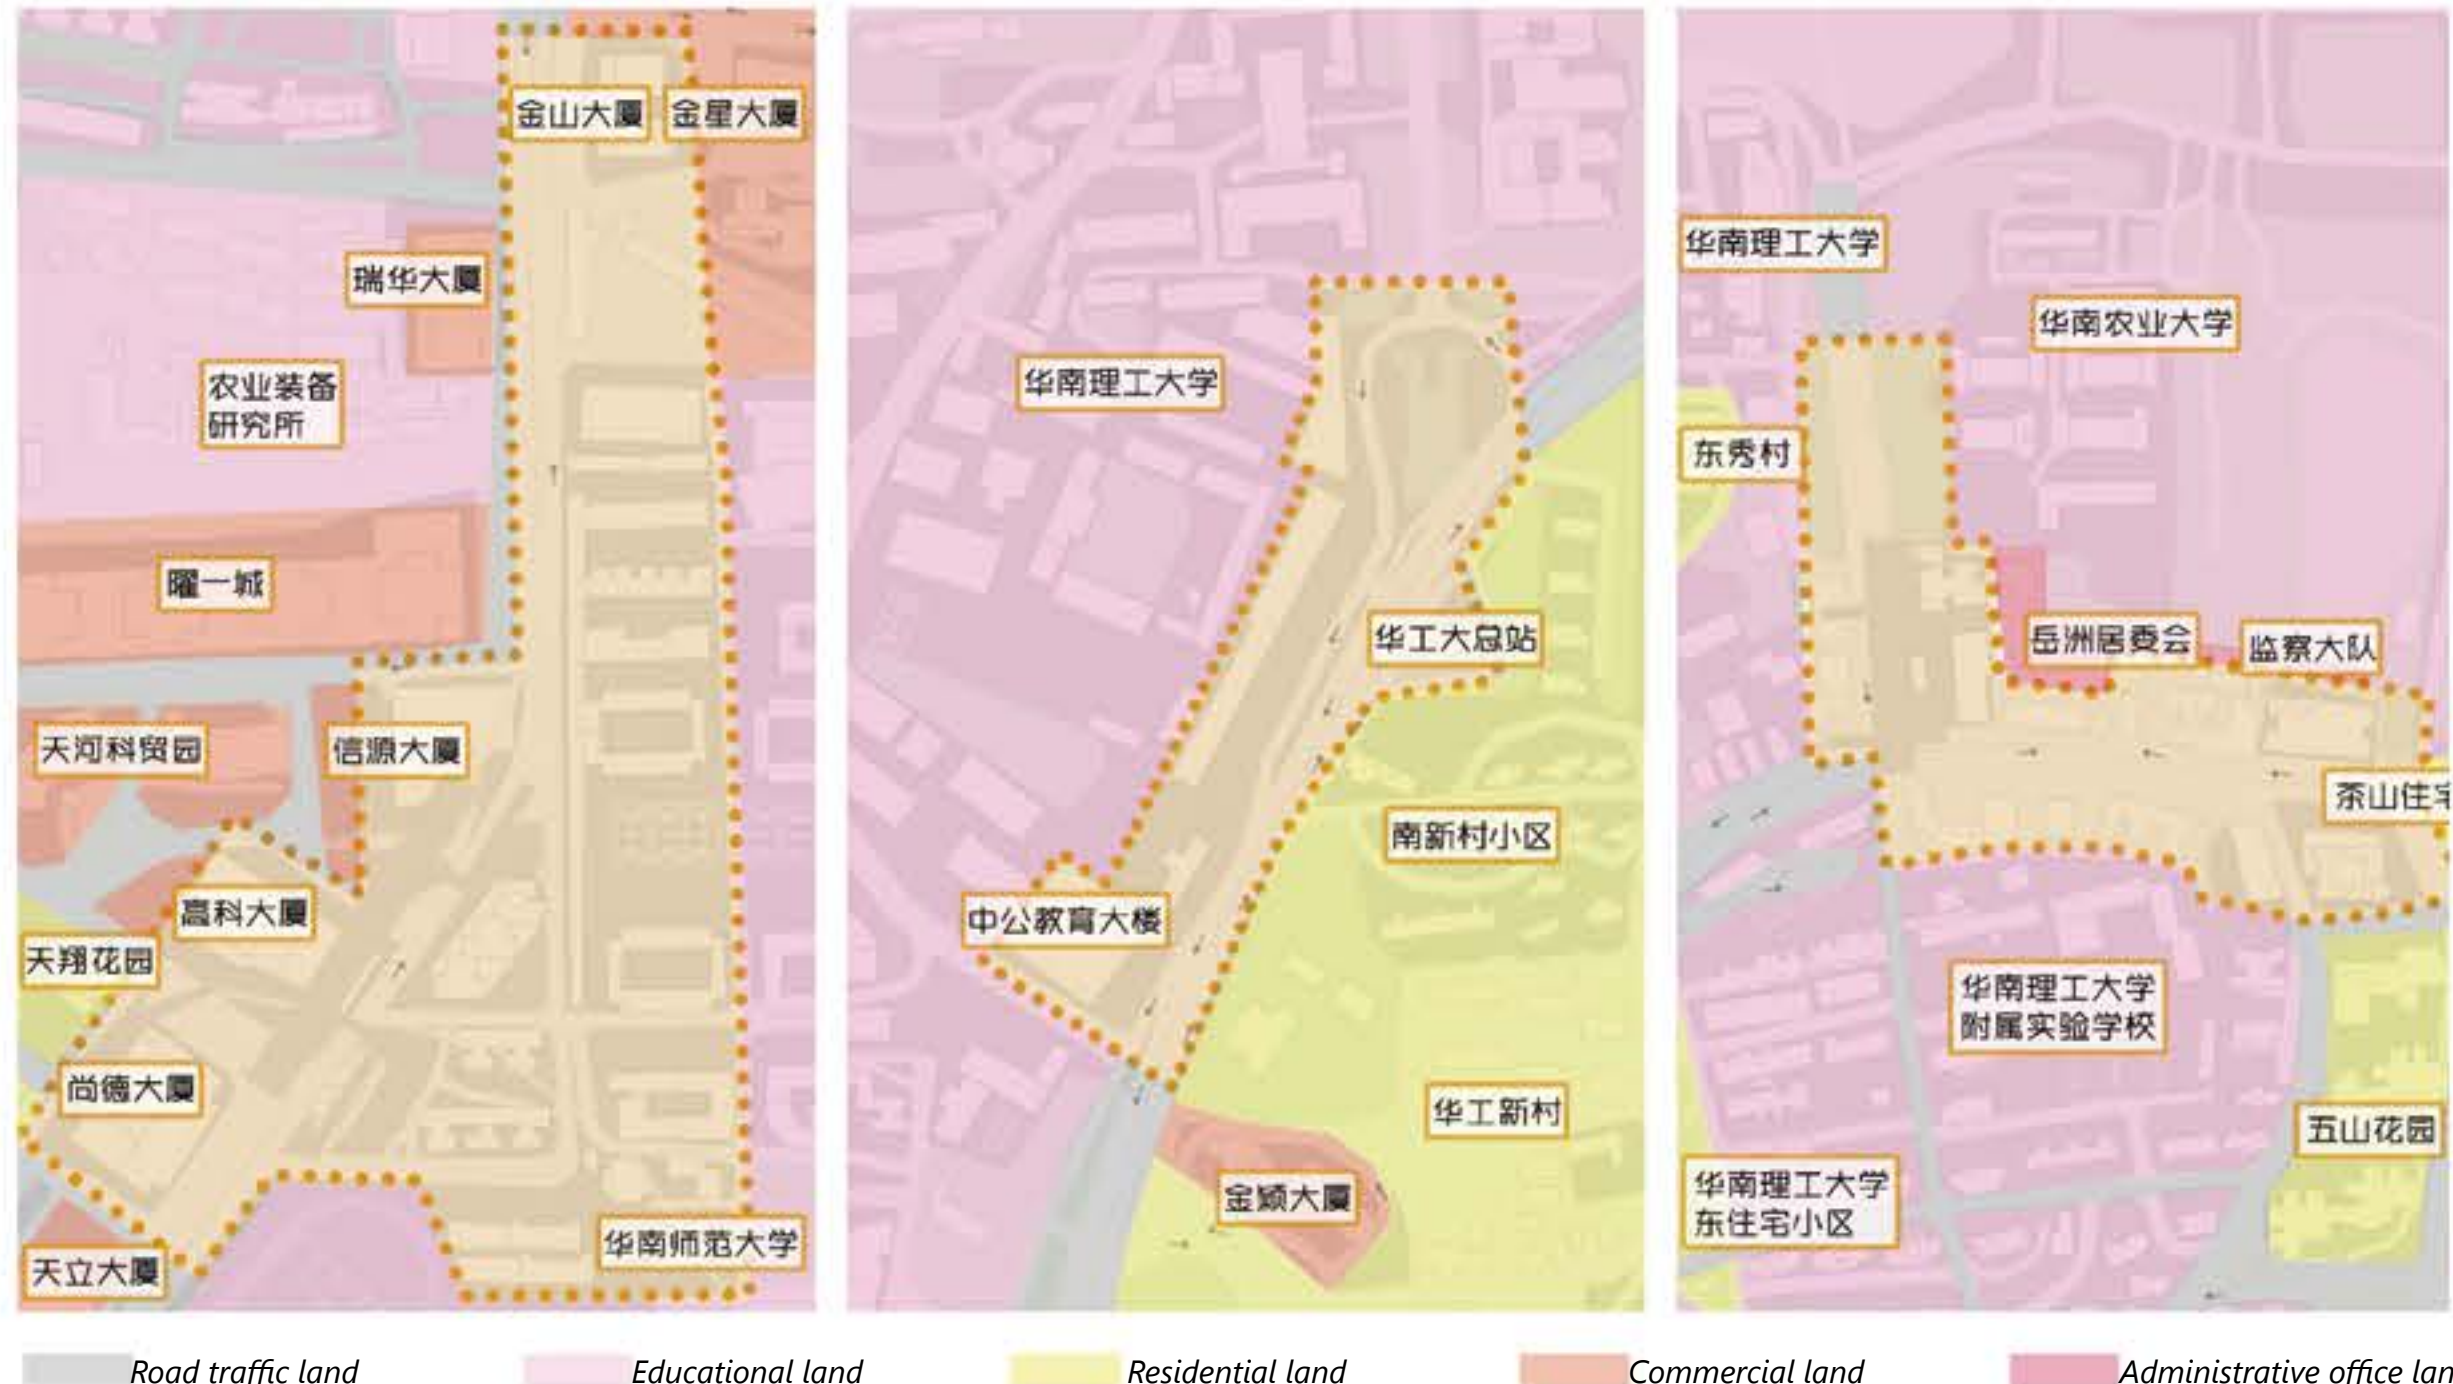 金山大厦
金星大厦
瑞华大厦
农业装备
研究所
曜一城
天河科贸园
信源大厦
高科大厦
天翔花园
尚德大厦
华南师范大学
天立大厦
华南理工大学
华工大总站
南新村小区
中公教育大楼
华工新村
金颖大厦
华南理工大学
华南农业大学
东秀村
岳洲居委会
监察大队
茶山住宅
华南理工大学
附属实验学校
五山花园
华南理工大学
东住宅小区
Road traffic land
Educational land
Residential land
Commercial land
Administrative office lan